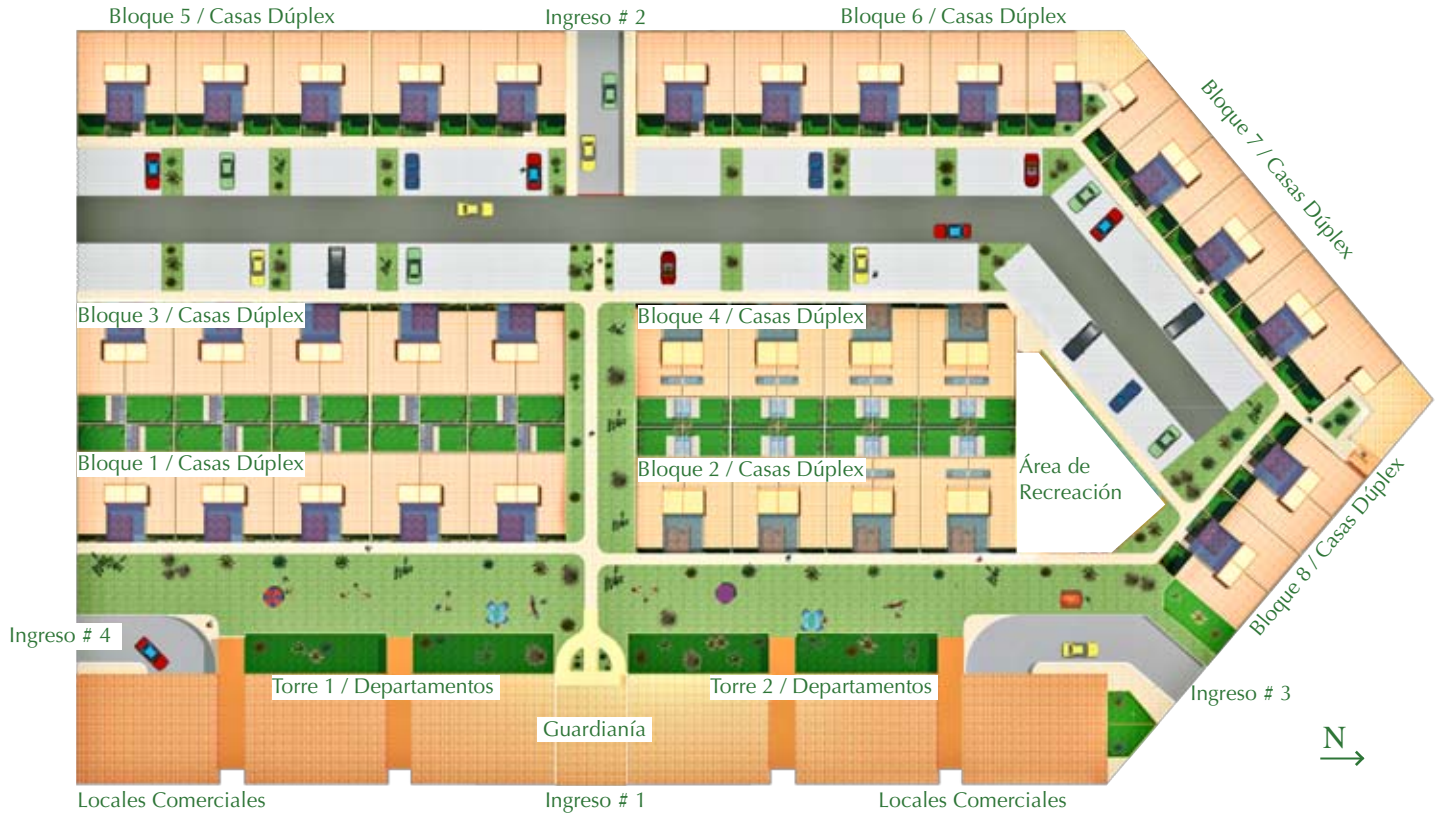 Bloque 5 / Casas Dúplex
Ingreso # 2
Bloque 6 / Casas Dúplex
Bloque 7 / Casas Dúplex
Bloque 3 / Casas Dúplex
Bloque 4 / Casas Dúplex
Bloque 1 / Casas Dúplex
Bloque 2 / Casas Dúplex
Área de
Recreación
Bloque 8 / Casas Dúplex
Ingreso # 4
Torre 1 / Departamentos
Torre 2 / Departamentos
Ingreso # 3
Guardianía
N
Locales Comerciales
Ingreso # 1
Locales Comerciales